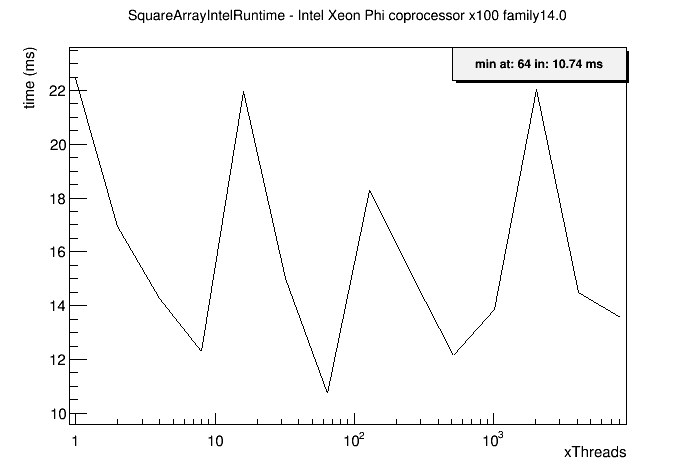 SquareArrayIntelRuntime - Intel Xeon Phi coprocessor x100 family14.0
time (ms)
min at: 64 in: 10.74 ms
22
20
18
16
14
12
10
1
10
10²
10³
xThreads